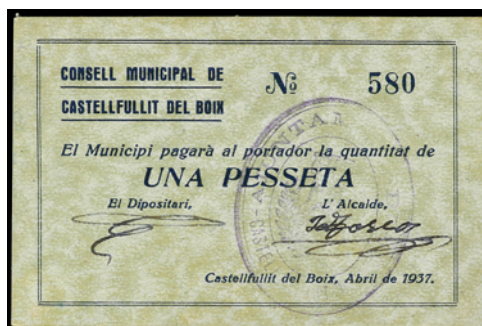 CONSELL MUNICIPAL DE
CASTELLFULLIT DEL BOIX
Nº 580
El Municipi pagarà al portador la quantitat de
UNA PESSETA
El Dipositari, L'Alcalde,
Castellfullit del Boix, Abril de 1937.